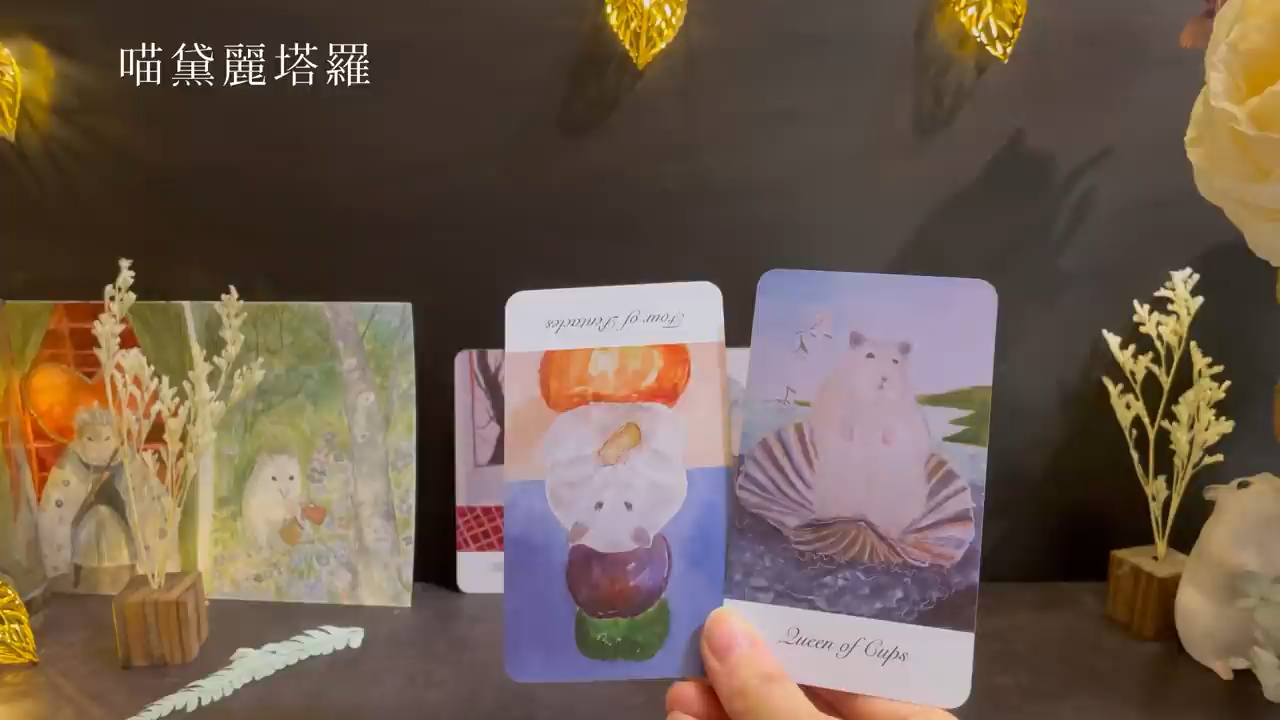 喵黛麗塔羅
Four of Pentacles
Queen of Cups